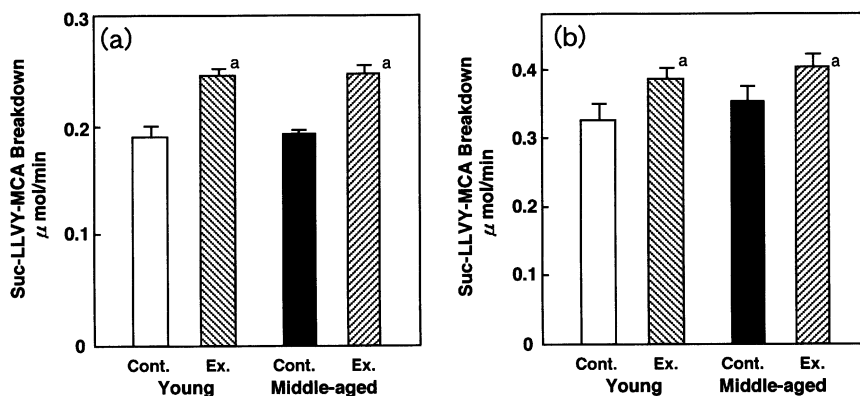 (a)
Suc-LLVY-MCA Breakdown
μ mol/min
0.3
0.2
0.1
0
a
a
Cont. Ex. Cont. Ex.
Young Middle-aged
(b)
Suc-LLVY-MCA Breakdown
μ mol/min
0.4
0.3
0.4
0.1
0
a
a
Cont. Ex. Cont. Ex.
Young Middle-aged